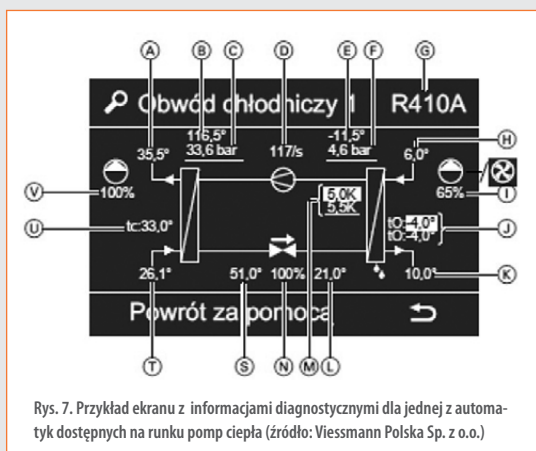 A B C D E F G
Obwód chłodniczy 1 R410A
116,5° -11,5°
33,6 bar 117/s 4,6 bar
35,5° 6,0° H
V 100% 65% I
5,0K
5,5K
U tc:33,0° tO:-4,0° J
tO:-4,0°
26,1° 51,0° 100% 21,0° 10,0° K
Powrót za pomocą
T S N M L
Rys. 7. Przykład ekranu z informacjami diagnostycznymi dla jednej z automa-
tyk dostępnych na runku pomp ciepła (źródło: Viessmann Polska Sp. z o.o.)